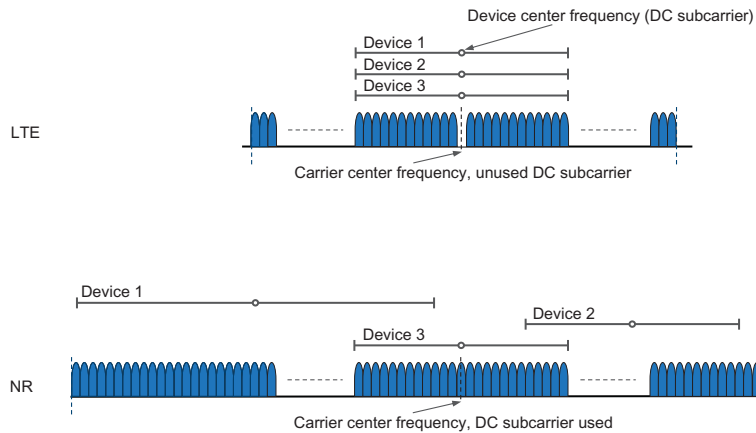 Device center frequency (DC subcarrier)
Device 1
Device 2
Device 3
LTE
Carrier center frequency, unused DC subcarrier
Device 1
Device 2
Device 3
NR
Carrier center frequency, DC subcarrier used